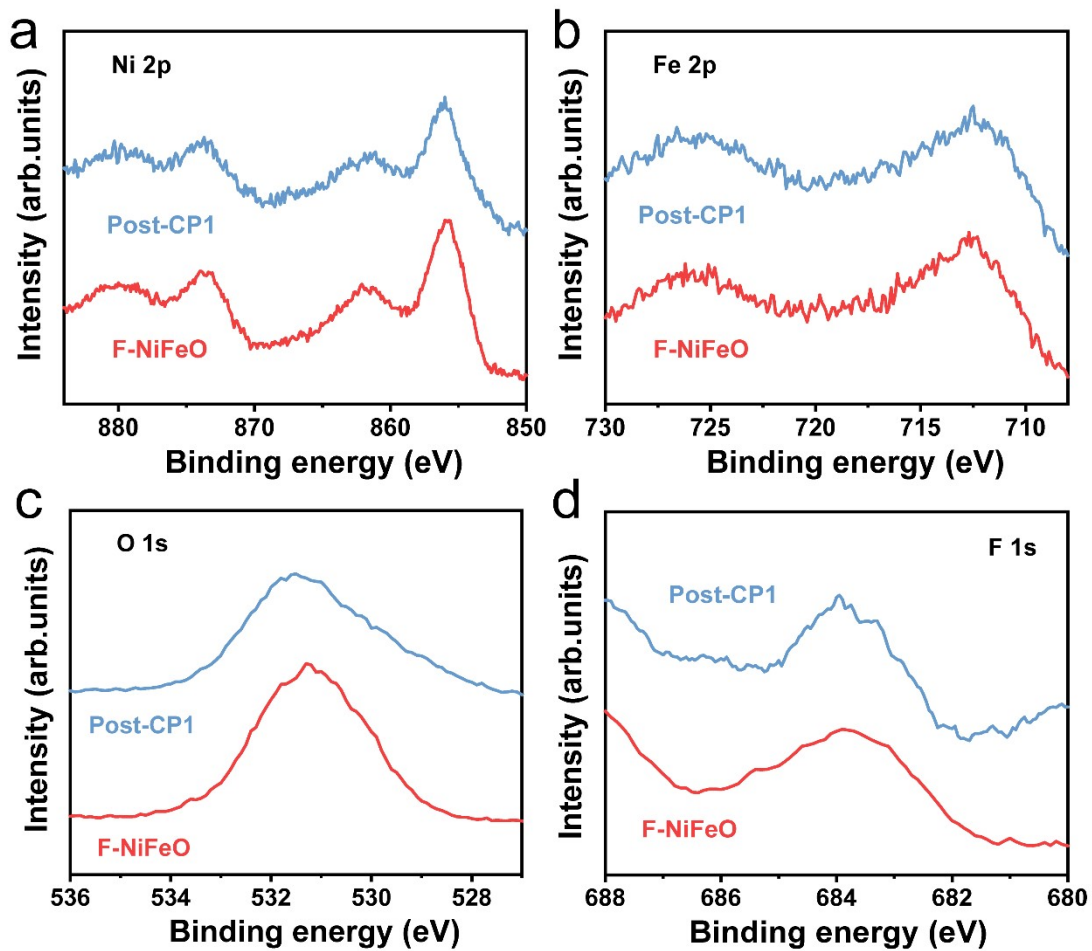 a
Ni 2p
Post-CP1
F-NiFeO
Intensity (arb.units)
880 870 860 850
Binding energy (eV)
b
Fe 2p
Post-CP1
F-NiFeO
Intensity (arb.units)
730 725 720 715 710
Binding energy (eV)
c
O 1s
Post-CP1
F-NiFeO
Intensity (arb.units)
536 534 532 530 528
Binding energy (eV)
d
F 1s
Post-CP1
F-NiFeO
Intensity (arb.units)
688 686 684 682 680
Binding energy (eV)